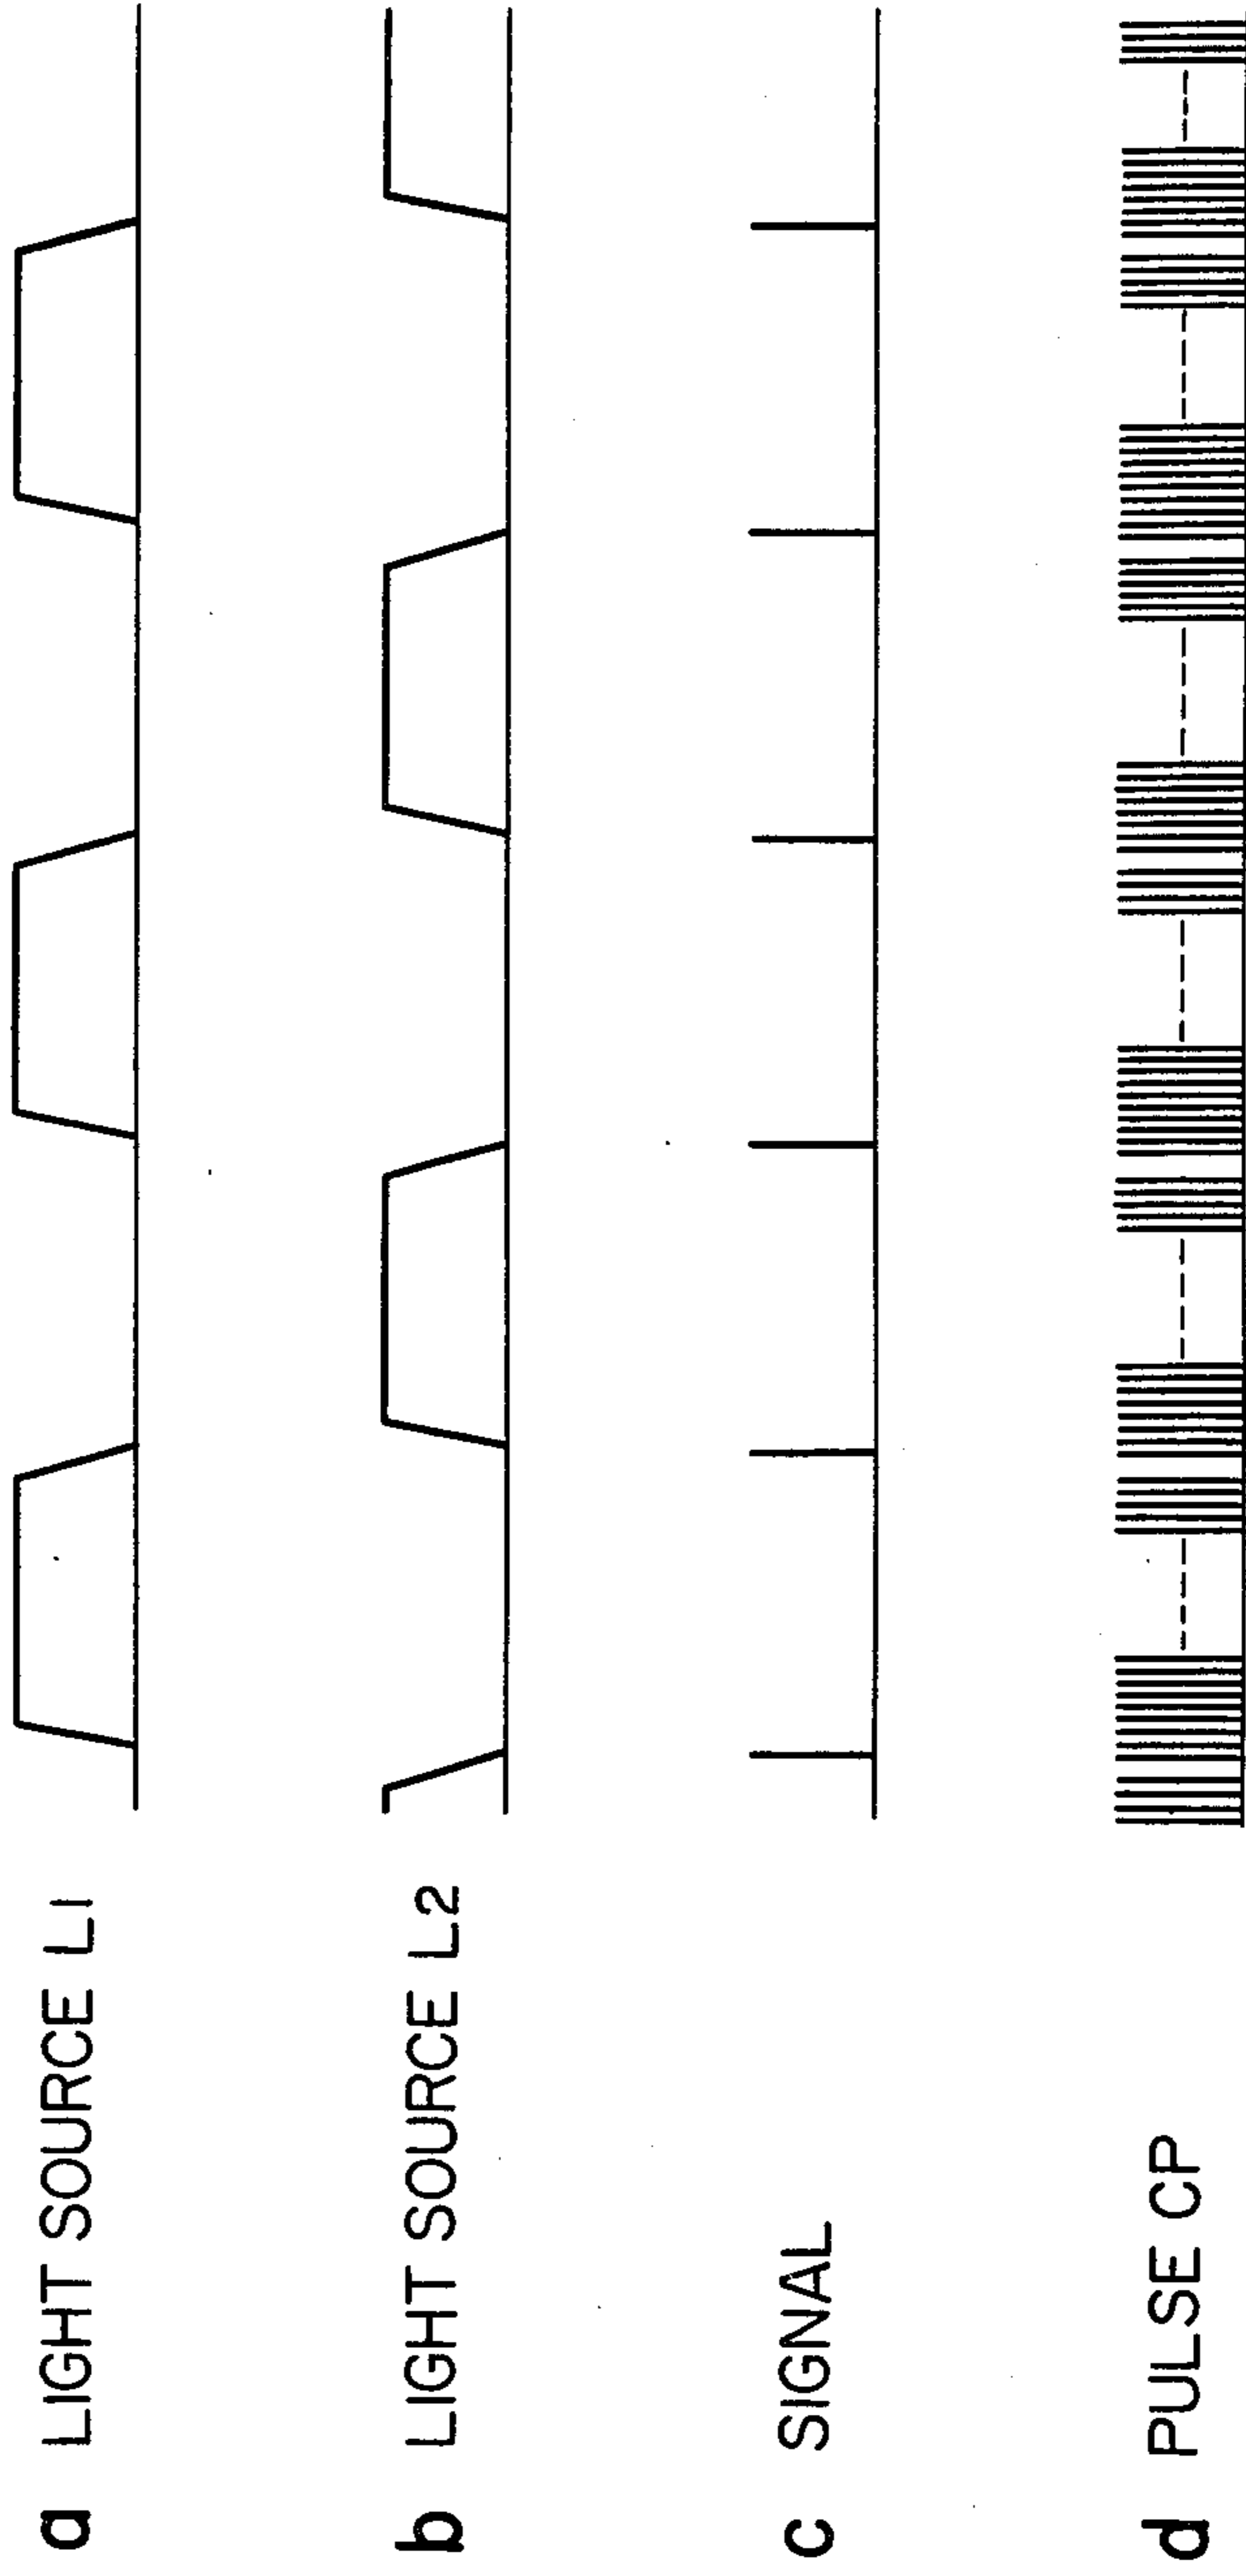 a LIGHT SOURCE L1
b LIGHT SOURCE L2
c SIGNAL
d PULSE CP